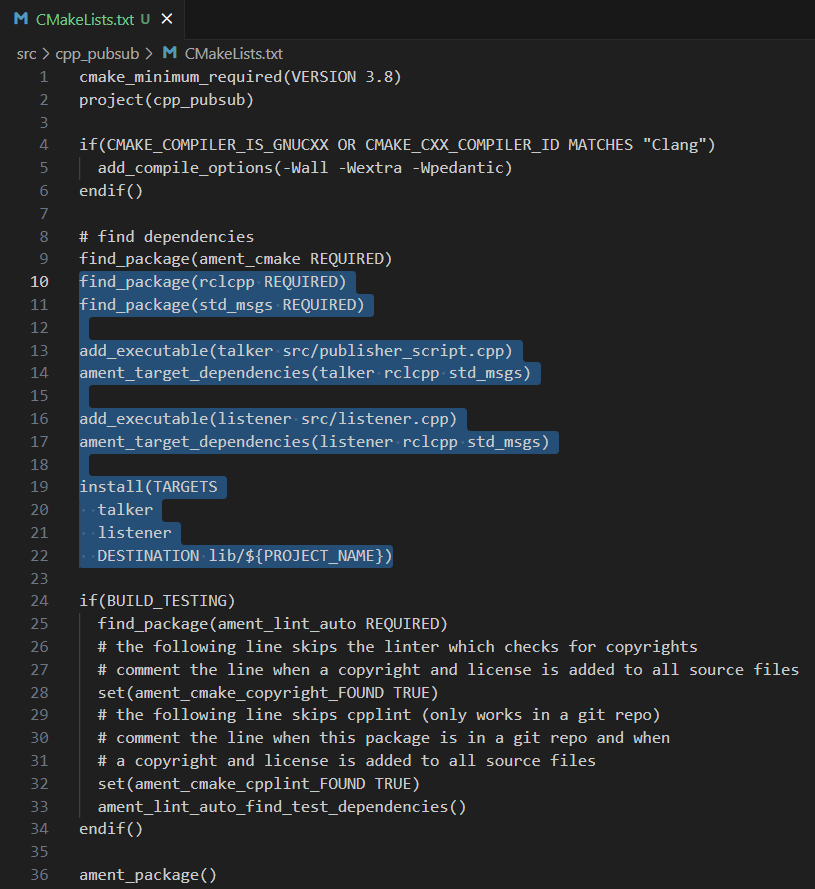 CMakeLists.txt U ×
src > cpp_pubsub > CMakeLists.txt
1 cmake_minimum_required(VERSION 3.8)
2 project(cpp_pubsub)
3
4 if(CMAKE_COMPILER_IS_GNUCXX OR CMAKE_CXX_COMPILER_ID MATCHES "Clang")
5   add_compile_options(-Wall -Wextra -Wpedantic)
6 endif()
7
8 # find dependencies
9 find_package(ament_cmake REQUIRED)
10 find_package(rclcpp REQUIRED)
11 find_package(std_msgs REQUIRED)
12
13 add_executable(talker src/publisher_script.cpp)
14 ament_target_dependencies(talker rclcpp std_msgs)
15
16 add_executable(listener src/listener.cpp)
17 ament_target_dependencies(listener rclcpp std_msgs)
18
19 install(TARGETS
20   talker
21   listener
22   DESTINATION lib/${PROJECT_NAME})
23
24 if(BUILD_TESTING)
25   find_package(ament_lint_auto REQUIRED)
26   # the following line skips the linter which checks for copyrights
27   # comment the line when a copyright and license is added to all source files
28   set(ament_cmake_copyright_FOUND TRUE)
29   # the following line skips cpplint (only works in a git repo)
30   # comment the line when this package is in a git repo and when
31   # a copyright and license is added to all source files
32   set(ament_cmake_cpplint_FOUND TRUE)
33   ament_lint_auto_find_test_dependencies()
34 endif()
35
36 ament_package()